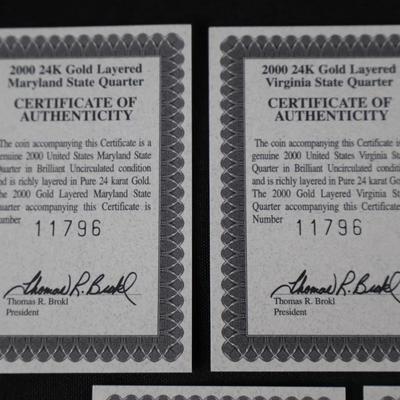 2000 24K Gold Layered
Maryland State Quarter
CERTIFICATE OF
AUTHENTICITY
The coin accompanying this Certificate is a
genuine 2000 United States Maryland State
Quarter in Brilliant Uncirculated condition
and is richly layered in Pure 24 karat Gold.
The 2000 Gold Layered Maryland State
Quarter accompanying this Certificate is
Number 11796
Thomas R. Brokl
Thomas R. Brokl
President
2000 24K Gold Layered
Virginia State Quarter
CERTIFICATE OF
AUTHENTICITY
The coin accompanying this Certificate is a
genuine 2000 United States Virginia State
Quarter in Brilliant Uncirculated condition
and is richly layered in Pure 24 karat Gold.
The 2000 Gold Layered Virginia State
Quarter accompanying this Certificate is
Number 11796
Thomas R. Brokl
Thomas R. Brokl
President